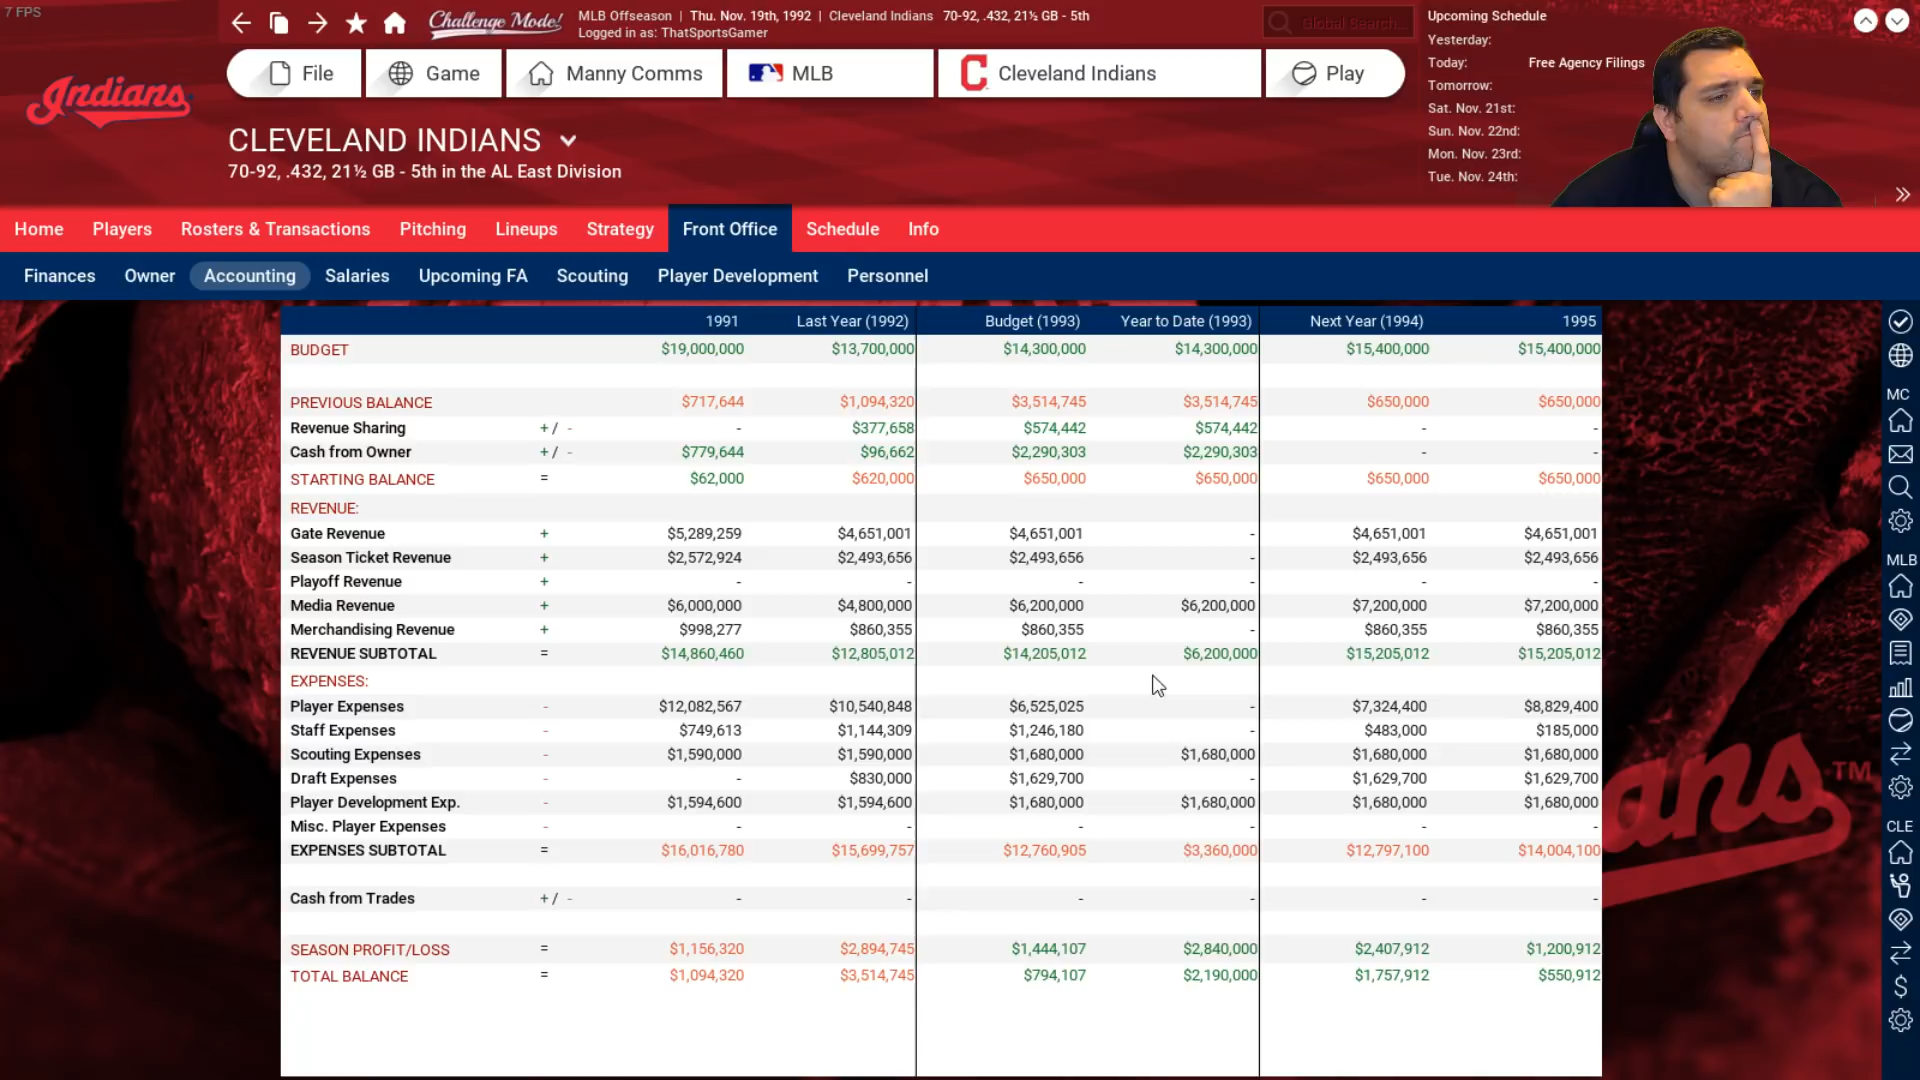 7 FPS
Challenge Mode!
MLB Offseason | Thu. Nov. 19th, 1992 | Cleveland Indians 70-92, .432, 21½ GB - 5th
Logged in as: ThatSportsGamer
Global Search...
Upcoming Schedule
Yesterday:
Today: Free Agency Filings
Tomorrow:
Sat. Nov. 21st:
Sun. Nov. 22nd:
Mon. Nov. 23rd:
Tue. Nov. 24th:
File Game Manny Comms MLB Cleveland Indians Play
Indians
CLEVELAND INDIANS
70-92, .432, 21½ GB - 5th in the AL East Division
Home Players Rosters & Transactions Pitching Lineups Strategy Front Office Schedule Info
Finances Owner Accounting Salaries Upcoming FA Scouting Player Development Personnel
1991 Last Year (1992) Budget (1993) Year to Date (1993) Next Year (1994) 1995
BUDGET $19,000,000 $13,700,000 $14,300,000 $14,300,000 $15,400,000 $15,400,000
PREVIOUS BALANCE $717,644 $1,094,320 $3,514,745 $3,514,745 $650,000 $650,000
Revenue Sharing + / - - $377,658 $574,442 $574,442 - -
Cash from Owner + / - $779,644 $96,662 $2,290,303 $2,290,303 - -
STARTING BALANCE = $62,000 $620,000 $650,000 $650,000 $650,000 $650,000
REVENUE:
Gate Revenue + $5,289,259 $4,651,001 $4,651,001 - $4,651,001 $4,651,001
Season Ticket Revenue + $2,572,924 $2,493,656 $2,493,656 - $2,493,656 $2,493,656
Playoff Revenue + - - - - - -
Media Revenue + $6,000,000 $4,800,000 $6,200,000 $6,200,000 $7,200,000 $7,200,000
Merchandising Revenue + $998,277 $860,355 $860,355 - $860,355 $860,355
REVENUE SUBTOTAL = $14,860,460 $12,805,012 $14,205,012 $6,200,000 $15,205,012 $15,205,012
EXPENSES:
Player Expenses - $12,082,567 $10,540,848 $6,525,025 - $7,324,400 $8,829,400
Staff Expenses - $749,613 $1,144,309 $1,246,180 - $483,000 $185,000
Scouting Expenses - $1,590,000 $1,590,000 $1,680,000 $1,680,000 $1,680,000 $1,680,000
Draft Expenses - - $830,000 $1,629,700 - $1,629,700 $1,629,700
Player Development Exp. - $1,594,600 $1,594,600 $1,680,000 $1,680,000 $1,680,000 $1,680,000
Misc. Player Expenses - - - - - - -
EXPENSES SUBTOTAL = $16,016,780 $15,699,757 $12,760,905 $3,360,000 $12,797,100 $14,004,100
Cash from Trades + / - - - - - - -
SEASON PROFIT/LOSS = $1,156,320 $2,894,745 $1,444,107 $2,840,000 $2,407,912 $1,200,912
TOTAL BALANCE = $1,094,320 $3,514,745 $794,107 $2,190,000 $1,757,912 $550,912
MC
MLB
CLE
ans TM